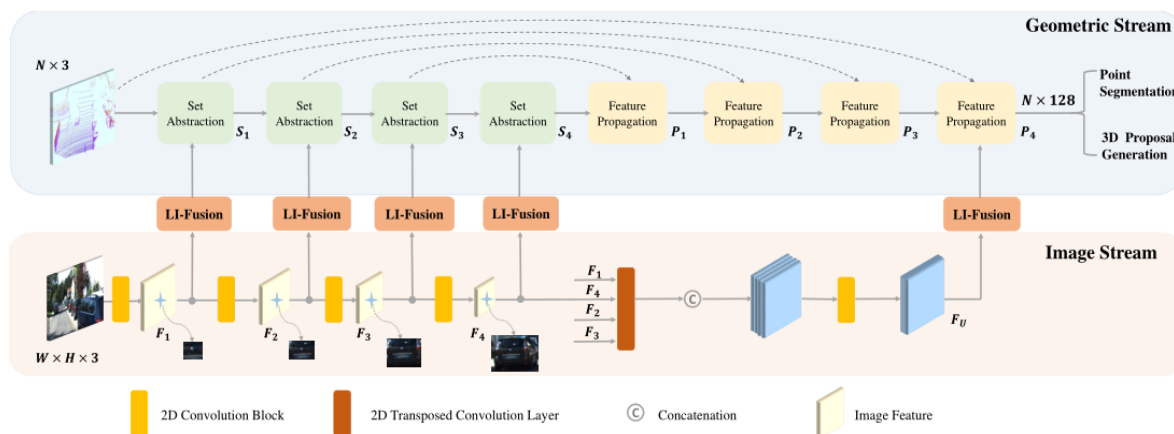 Geometric Stream
N × 3
Set Abstraction
S1
Set Abstraction
S2
Set Abstraction
S3
Set Abstraction
S4
Feature Propagation
P1
Feature Propagation
P2
Feature Propagation
P3
Feature Propagation
P4
N × 128
Point Segmentation
3D Proposal Generation
LI-Fusion
LI-Fusion
LI-Fusion
LI-Fusion
LI-Fusion
Image Stream
W × H × 3
F1
F2
F3
F4
F1
F4
F2
F3
C
FU
2D Convolution Block
2D Transposed Convolution Layer
C
Concatenation
Image Feature